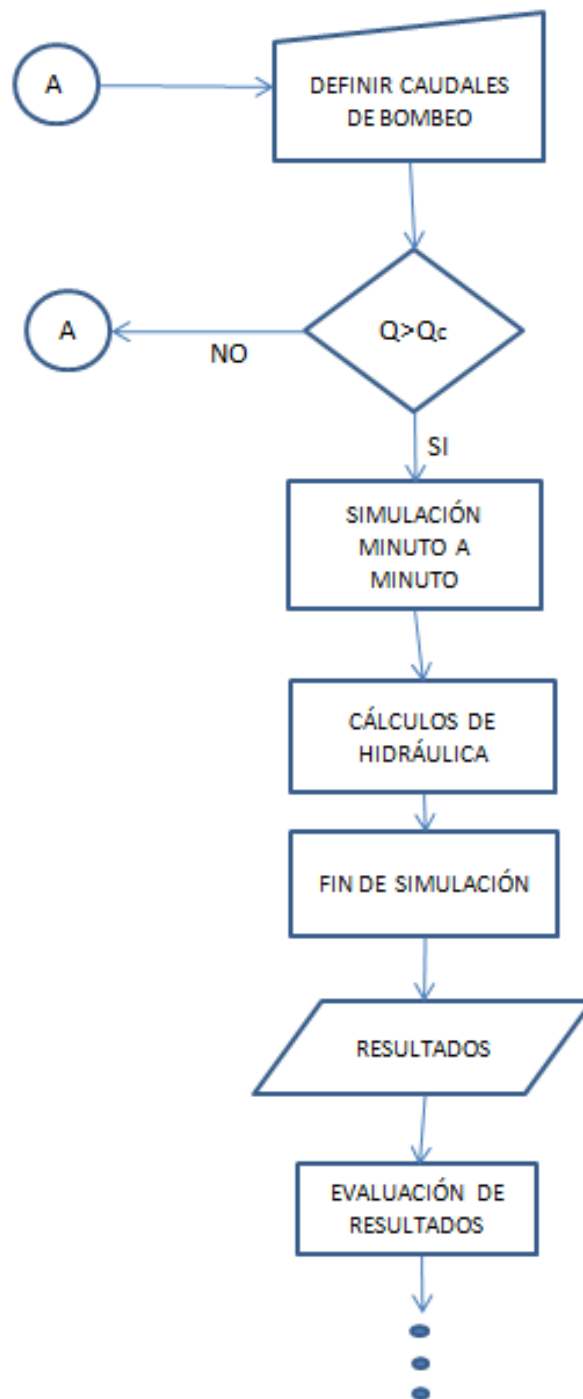 A
DEFINIR CAUDALES
DE BOMBEO
Q>Qc
A
NO
SI
SIMULACIÓN
MINUTO A
MINUTO
CÁLCULOS DE
HIDRÁULICA
FIN DE SIMULACIÓN
RESULTADOS
EVALUACIÓN DE
RESULTADOS